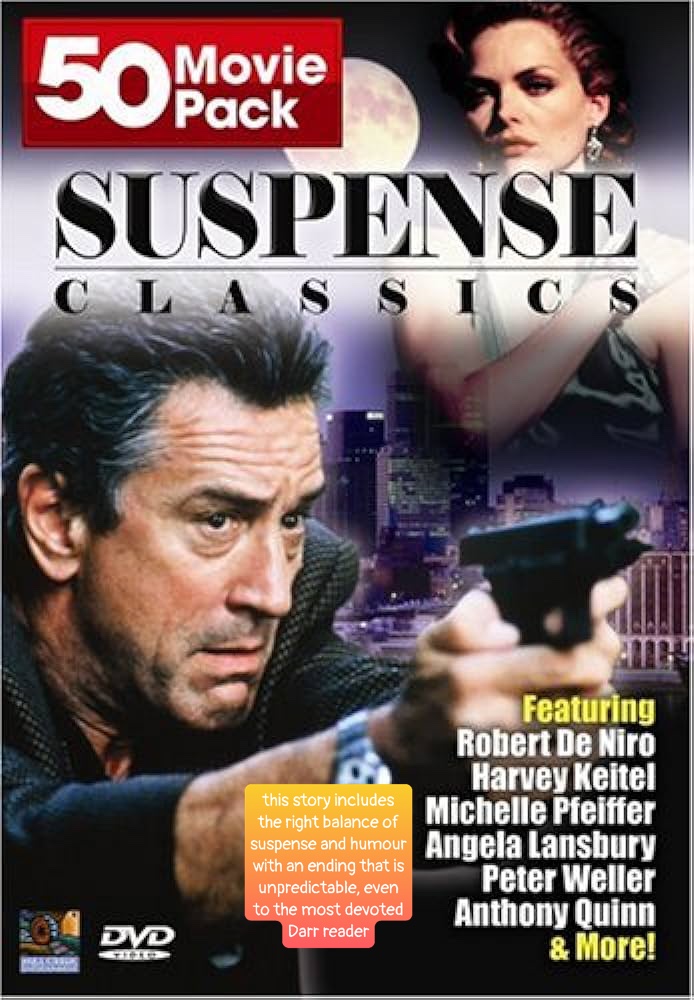 50 Movie
Pack
SUSPENSE
CLASSICS
Featuring
Robert De Niro
Harvey Keitel
Michelle Pfeiffer
Angela Lansbury
Peter Weller
Anthony Quinn
& More!
this story includes
the right balance of
suspense and humour
with an ending that is
unpredictable, even
to the most devoted
Darr reader
DVD
VIDEO